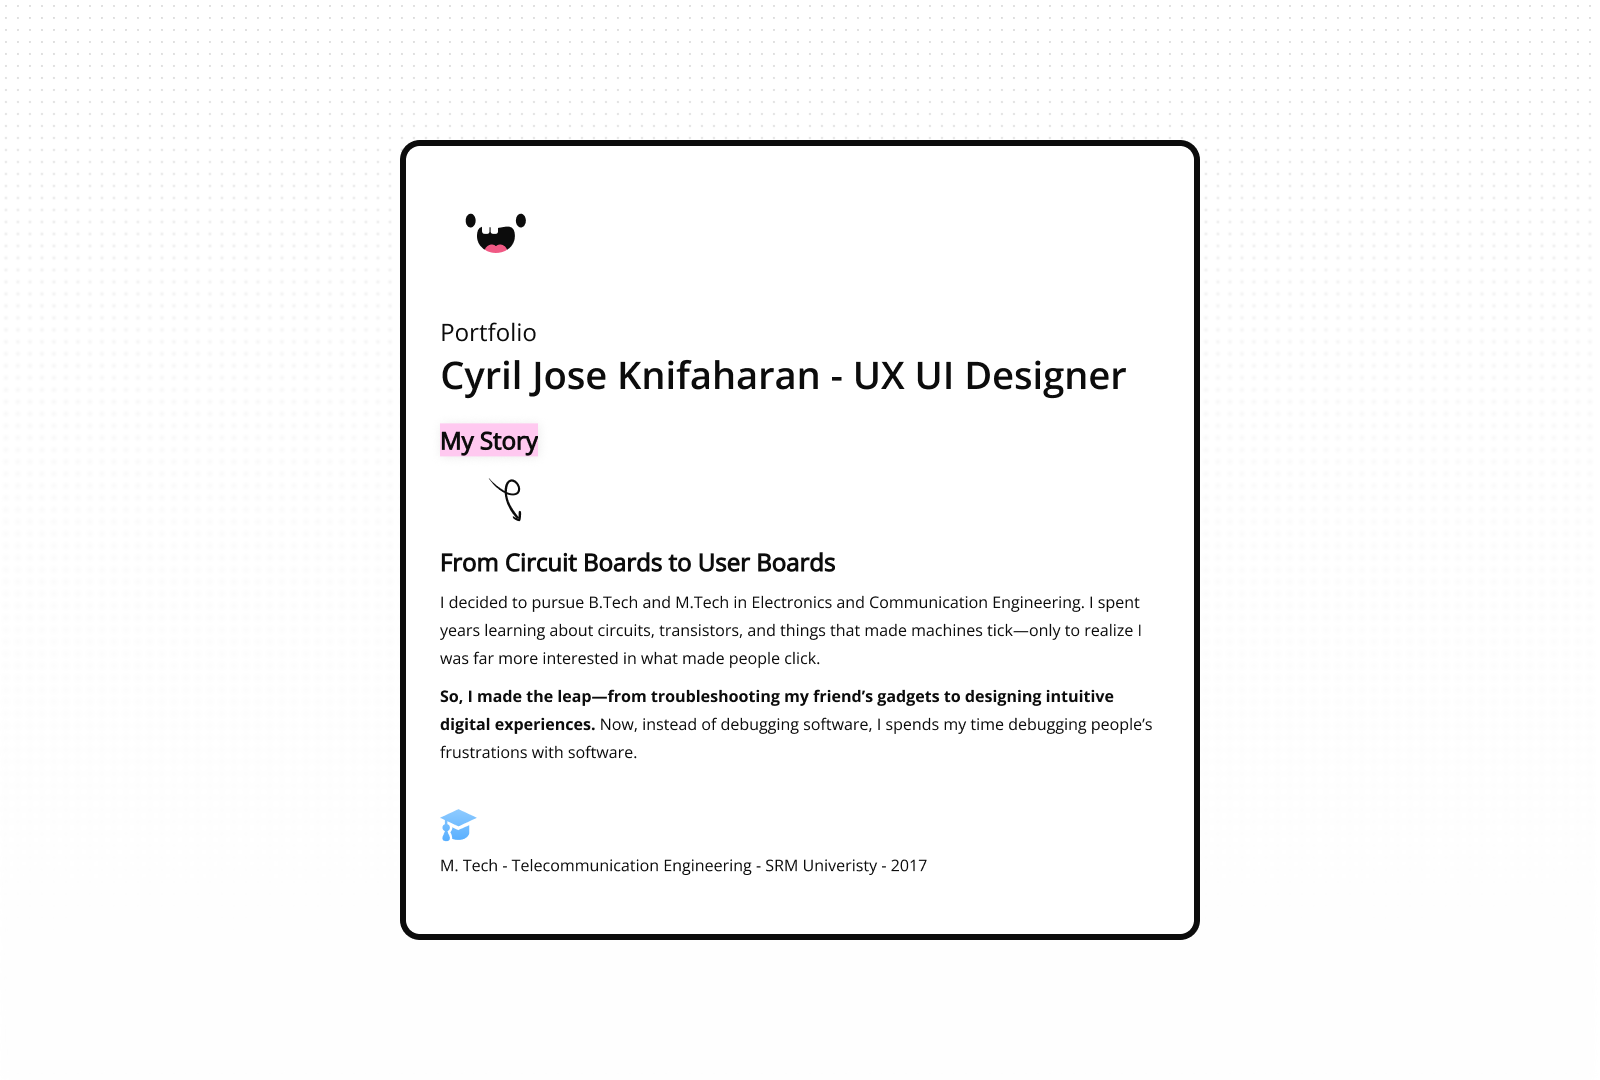 Portfolio
Cyril Jose Knifaharan - UX UI Designer
My Story
From Circuit Boards to User Boards
I decided to pursue B.Tech and M.Tech in Electronics and Communication Engineering. I spent
years learning about circuits, transistors, and things that made machines tick—only to realize I
was far more interested in what made people click.
So, I made the leap—from troubleshooting my friend’s gadgets to designing intuitive
digital experiences. Now, instead of debugging software, I spends my time debugging people’s
frustrations with software.
M. Tech - Telecommunication Engineering - SRM Univeristy - 2017